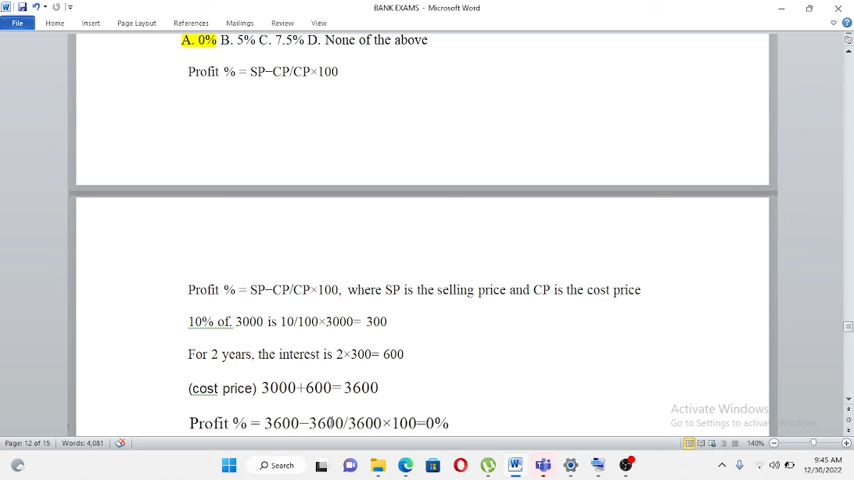 BANK EXAMS - Microsoft Word
File Home Insert Page Layout References Mailings Review View
A. 0% B. 5% C. 7.5% D. None of the above
Profit % = SP−CP/CP×100
Profit % = SP−CP/CP×100, where SP is the selling price and CP is the cost price
10% of. 3000 is 10/100×3000= 300
For 2 years, the interest is 2×300= 600
(cost price) 3000+600= 3600
Profit % = 3600−3600/3600×100=0%
Activate Windows
Go to Settings to activate Windows.
Page: 12 of 15 Words: 4,081 140%
Search
9:45 AM
12/30/2022